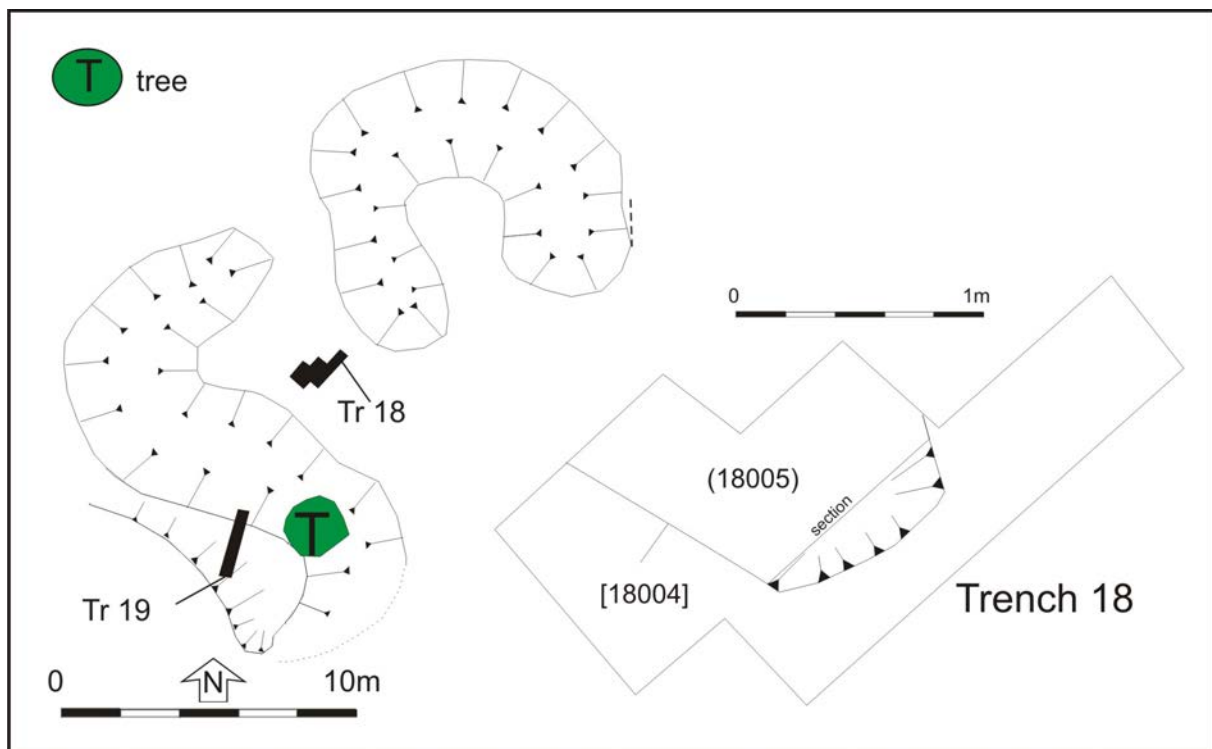 T tree
0 1m
Tr 18
(18005)
section
T
[18004]
Trench 18
Tr 19
N
0 10m